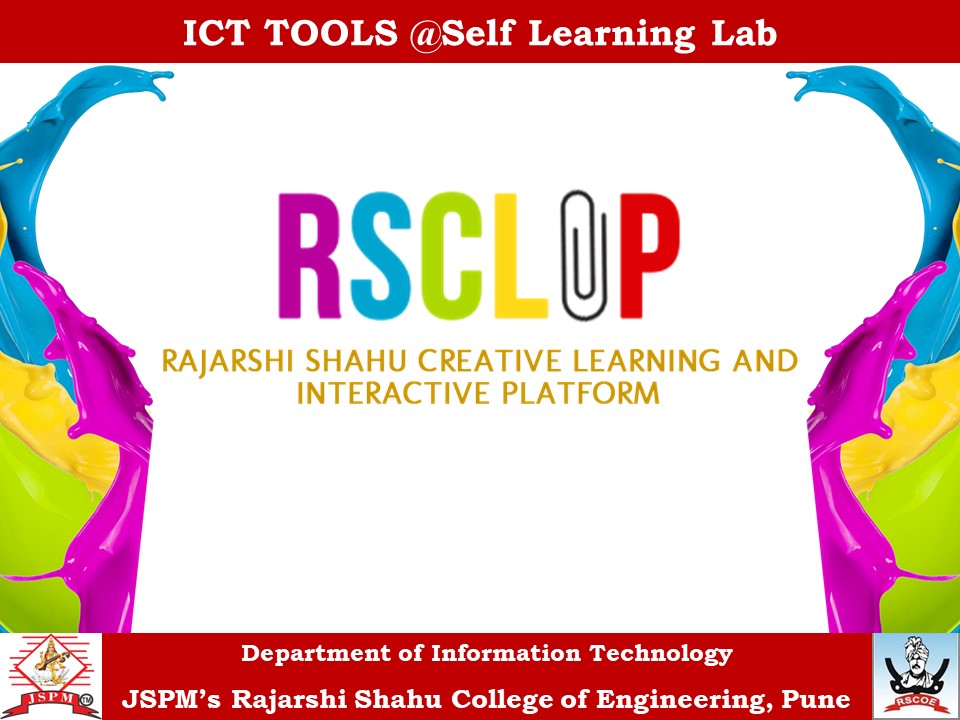 ICT TOOLS @Self Learning Lab
RSCLIP
RAJARSHI SHAHU CREATIVE LEARNING AND
INTERACTIVE PLATFORM
Department of Information Technology
JSPM’s Rajarshi Shahu College of Engineering, Pune
JSPM TM
RSCOE